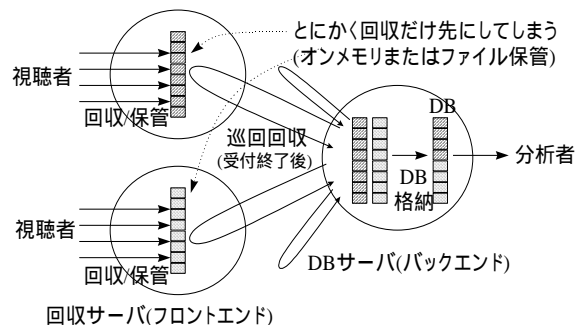 とにかく回収だけ先にしてしまう
(オンメモリまたはファイル保管)
視聴者
回収/保管
巡回回収
(受付終了後)
DB
DB
格納
分析者
視聴者
回収/保管
DBサーバ(バックエンド)
回収サーバ(フロントエンド)